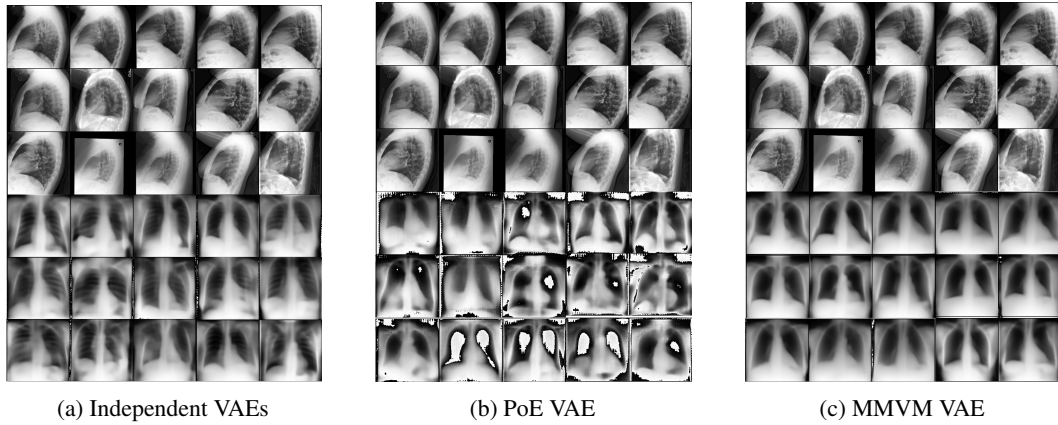 (a) Independent VAEs
(b) PoE VAE
(c) MMVM VAE